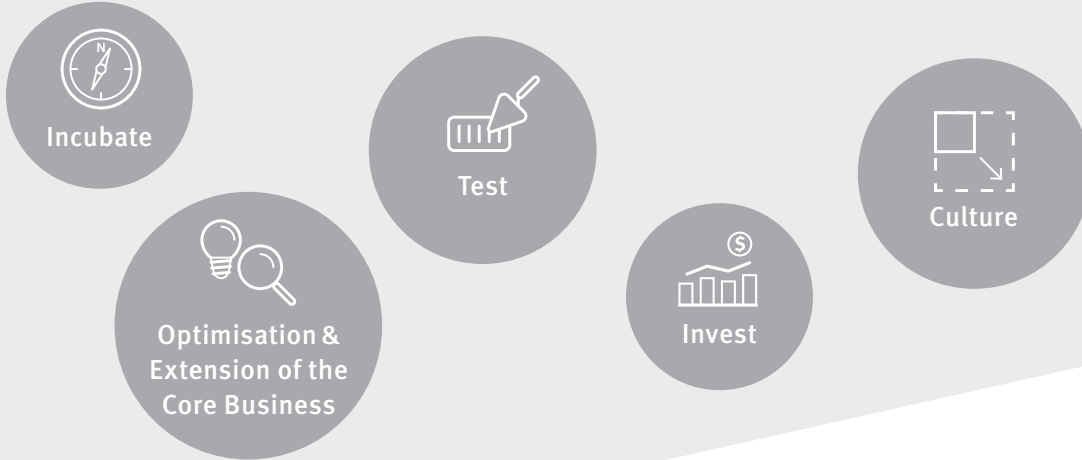 N
Incubate
Optimisation &
Extension of the
Core Business
Test
$
Invest
Culture